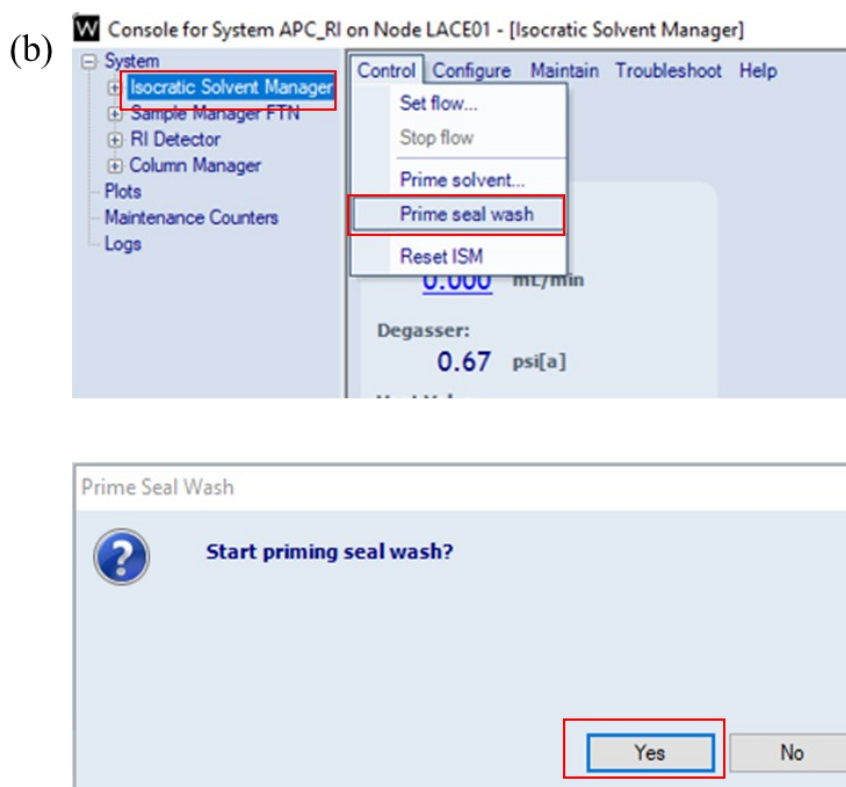 (b)
W Console for System APC_RI on Node LACE01 - [Isocratic Solvent Manager]
System
Isocratic Solvent Manager
Sample Manager FTN
RI Detector
Column Manager
Plots
Maintenance Counters
Logs
Control Configure Maintain Troubleshoot Help
Set flow...
Stop flow
Prime solvent...
Prime seal wash
Reset ISM
0.000 mL/min
Degasser:
0.67 psi[a]
Prime Seal Wash
Start priming seal wash?
Yes No